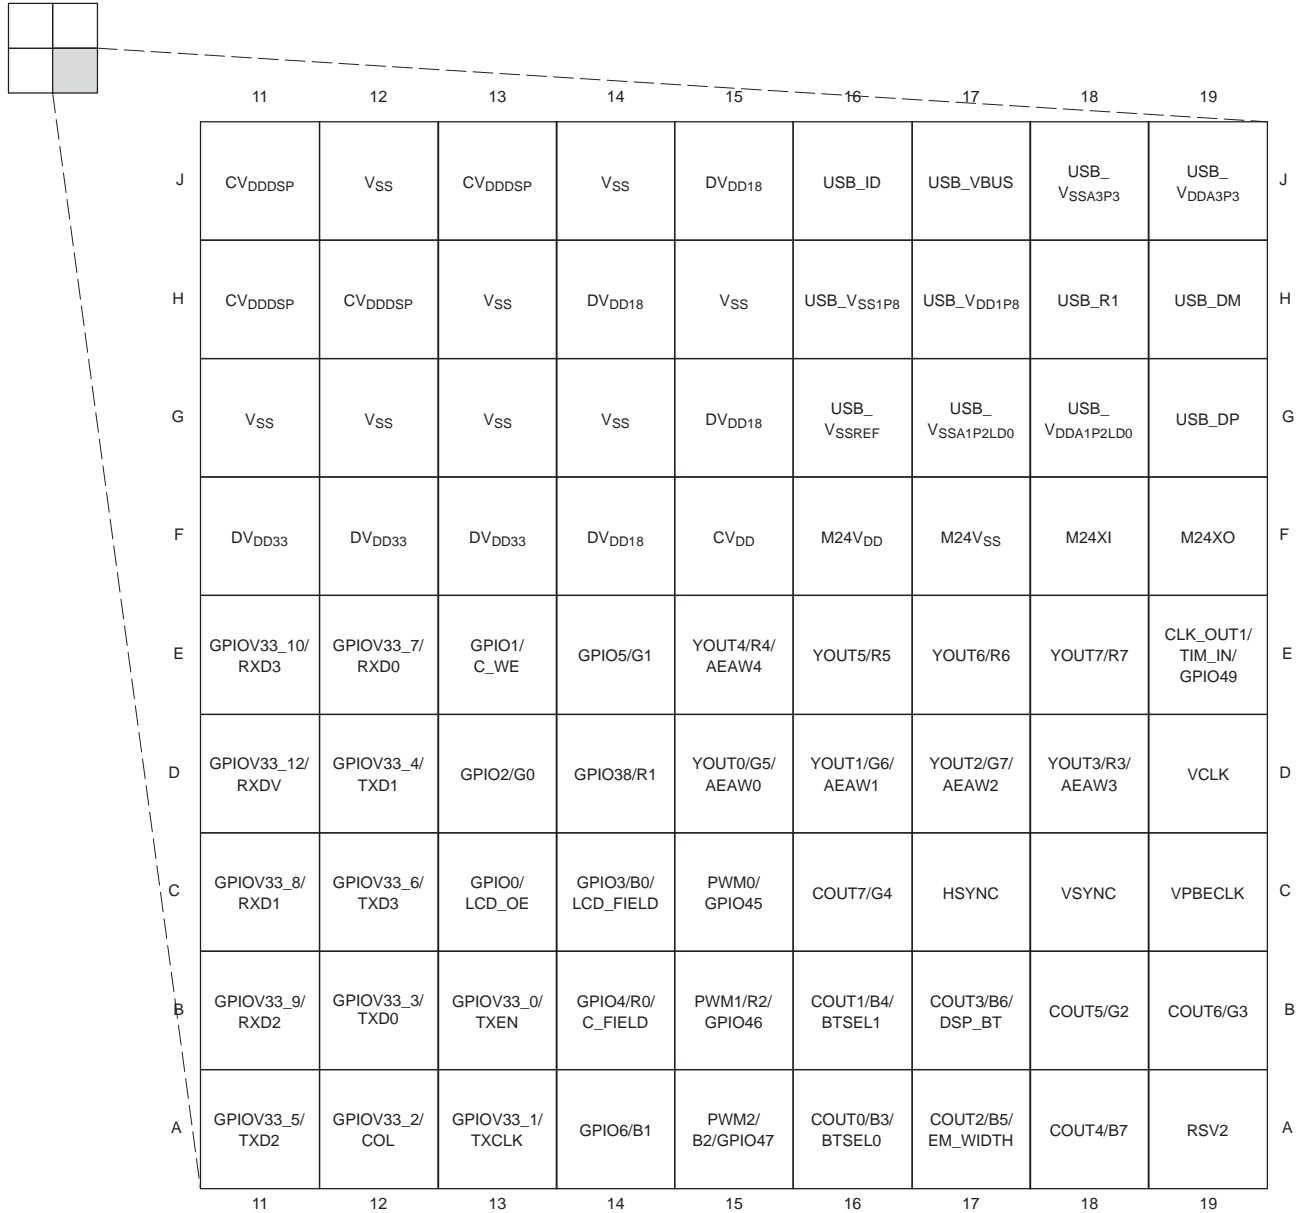 11 12 13 14 15 16 17 18 19
J CVDDDSP VSS CVDDDSP VSS DVDD18 USB_ID USB_VBUS USB_ VSSA3P3 USB_ VDDA3P3 J
H CVDDDSP CVDDDSP VSS DVDD18 VSS USB_VSS1P8 USB_VDD1P8 USB_R1 USB_DM H
G VSS VSS VSS VSS DVDD18 USB_ VSSREF USB_ VSSA1P2LD0 USB_ VDDA1P2LD0 USB_DP G
F DVDD33 DVDD33 DVDD33 DVDD18 CVDD M24VDD M24VSS M24XI M24XO F
E GPIOV33_10/ RXD3 GPIOV33_7/ RXD0 GPIO1/ C_WE GPIO5/G1 YOUT4/R4/ AEAW4 YOUT5/R5 YOUT6/R6 YOUT7/R7 CLK_OUT1/ TIM_IN/ GPIO49 E
D GPIOV33_12/ RXDV GPIOV33_4/ TXD1 GPIO2/G0 GPIO38/R1 YOUT0/G5/ AEAW0 YOUT1/G6/ AEAW1 YOUT2/G7/ AEAW2 YOUT3/R3/ AEAW3 VCLK D
C GPIOV33_8/ RXD1 GPIOV33_6/ TXD3 GPIO0/ LCD_OE GPIO3/B0/ LCD_FIELD PWM0/ GPIO45 COUT7/G4 HSYNC VSYNC VPBECLK C
B GPIOV33_9/ RXD2 GPIOV33_3/ TXD0 GPIOV33_0/ TXEN GPIO4/R0/ C_FIELD PWM1/R2/ GPIO46 COUT1/B4/ BTSEL1 COUT3/B6/ DSP_BT COUT5/G2 COUT6/G3 B
A GPIOV33_5/ TXD2 GPIOV33_2/ COL GPIOV33_1/ TXCLK GPIO6/B1 PWM2/ B2/GPIO47 COUT0/B3/ BTSEL0 COUT2/B5/ EM_WIDTH COUT4/B7 RSV2 A
11 12 13 14 15 16 17 18 19